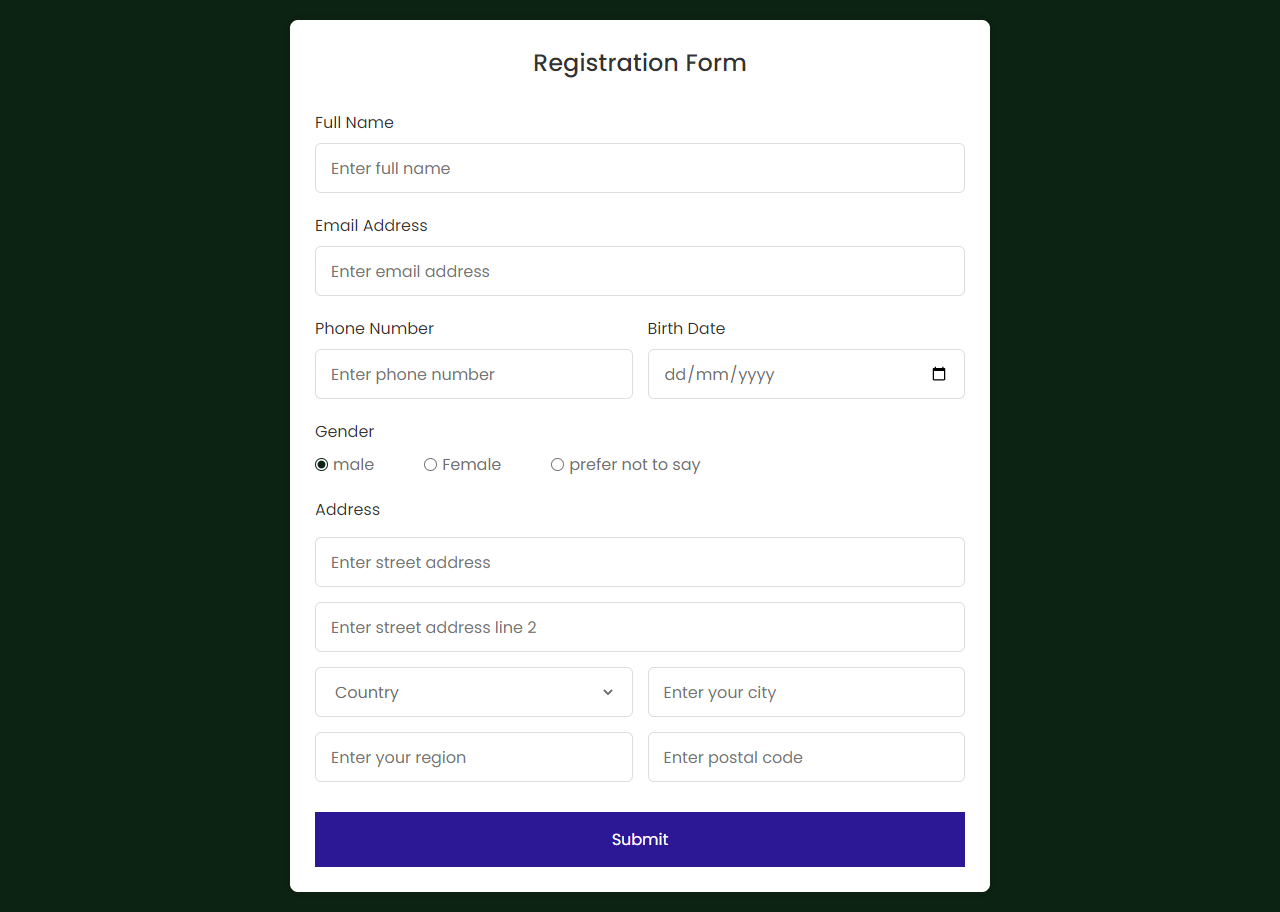 Registration Form
Full Name
Enter full name
Email Address
Enter email address
Phone Number Birth Date
Enter phone number dd/mm/yyyy
Gender
male Female prefer not to say
Address
Enter street address
Enter street address line 2
Country Enter your city
Enter your region Enter postal code
Submit